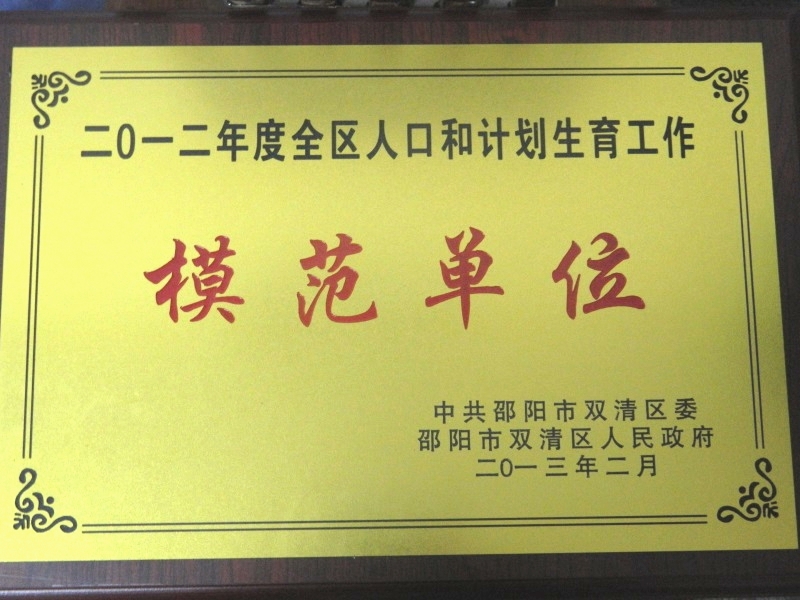 二0一二年度全区人口和计划生育工作
模范单位
中共邵阳市双清区委
邵阳市双清区人民政府
二0一三年二月